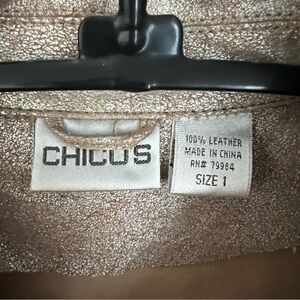 CHICO'S
100% LEATHER
MADE IN CHINA
RN# 79984
SIZE 1